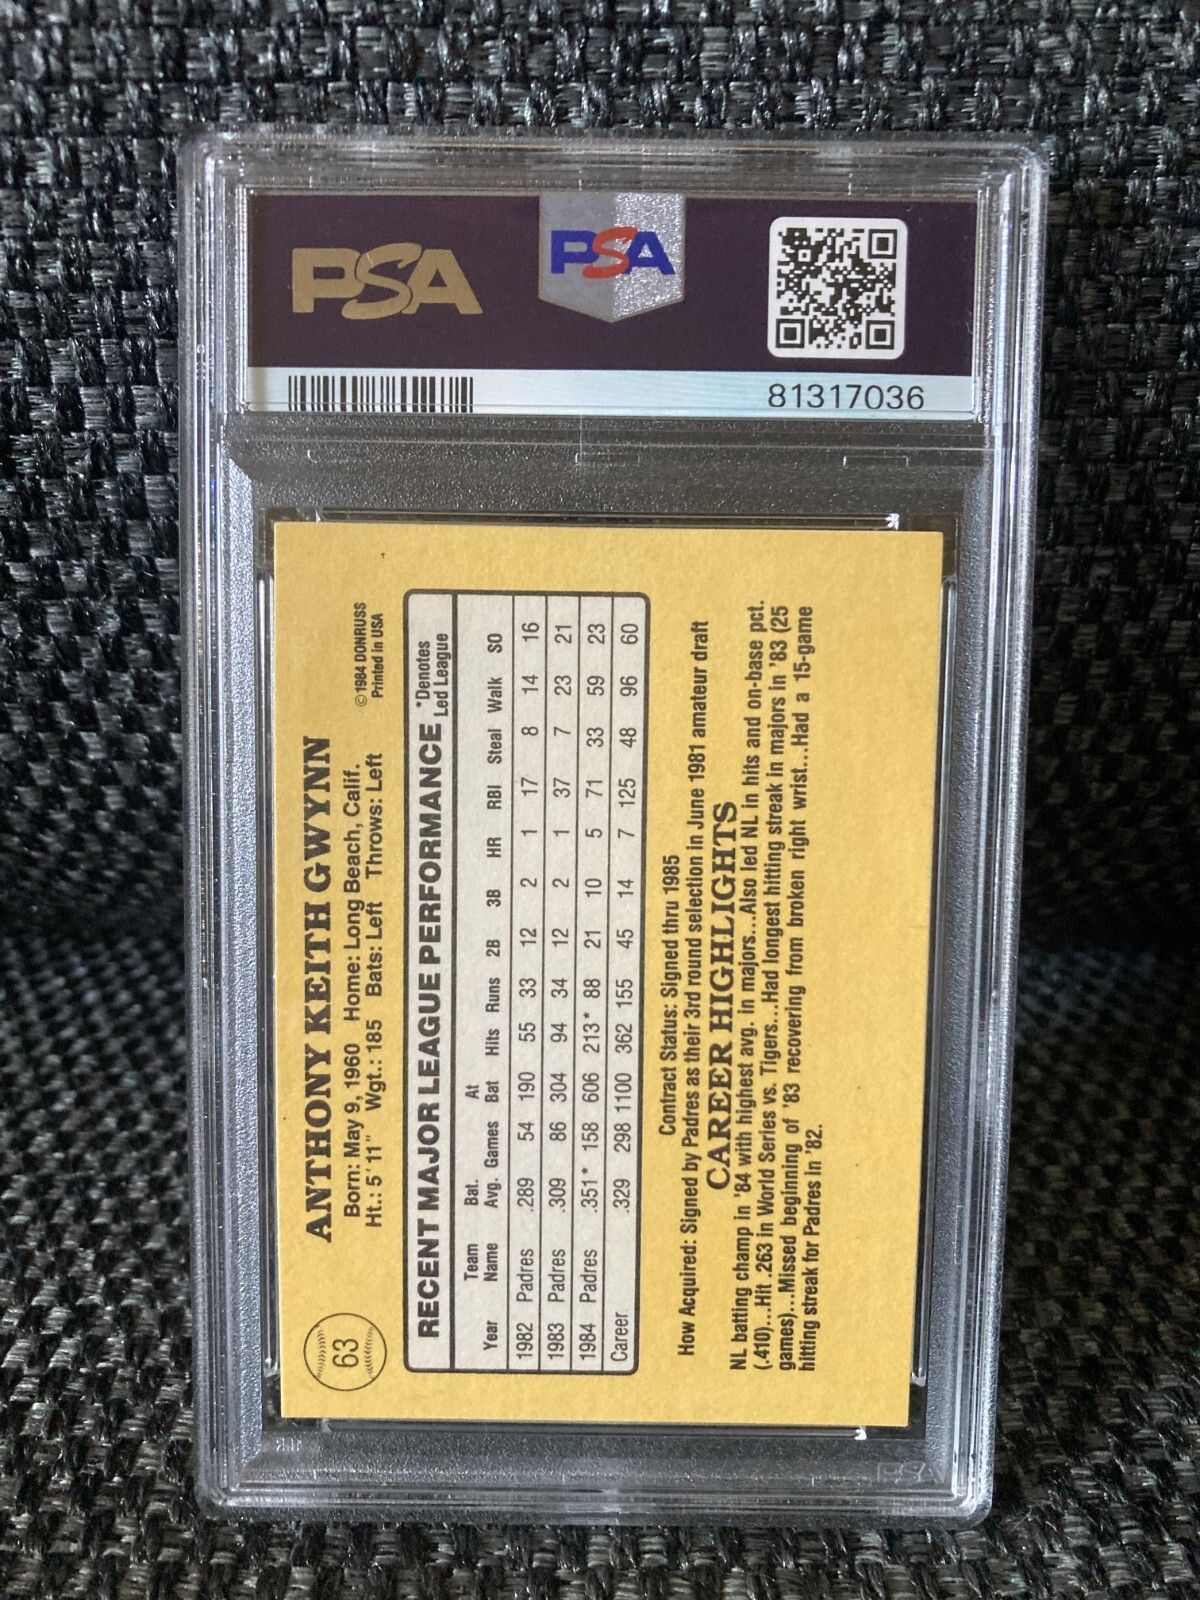 PSA
PSA
81317036
63
ANTHONY KEITH GWYNN
Born: May 9, 1960 Home: Long Beach, Calif.
Ht.: 5' 11" Wgt.: 185 Bats: Left Throws: Left
©1984 DONRUSS
Printed in USA
RECENT MAJOR LEAGUE PERFORMANCE
*Denotes
Led League
Year Team Name Bat. Avg. Games At Bat Hits Runs 2B 3B HR RBI Steal Walk SO
1982 Padres .289 54 190 55 33 12 2 1 17 8 14 16
1983 Padres .309 86 304 94 34 12 2 1 37 7 23 21
1984 Padres .351* 158 606 213* 88 21 10 5 71 33 59 23
Career .329 298 1100 362 155 45 14 7 125 48 96 60
Contract Status: Signed thru 1985
How Acquired: Signed by Padres as their 3rd round selection in June 1981 amateur draft
CAREER HIGHLIGHTS
NL batting champ in '84 with highest avg. in majors...Also led NL in hits and on-base pct.
(.410)...Hit .263 in World Series vs. Tigers...Had longest hitting streak in majors in '83 (25
games)...Missed beginning of '83 recovering from broken right wrist...Had a 15-game
hitting streak for Padres in '82.
PSA